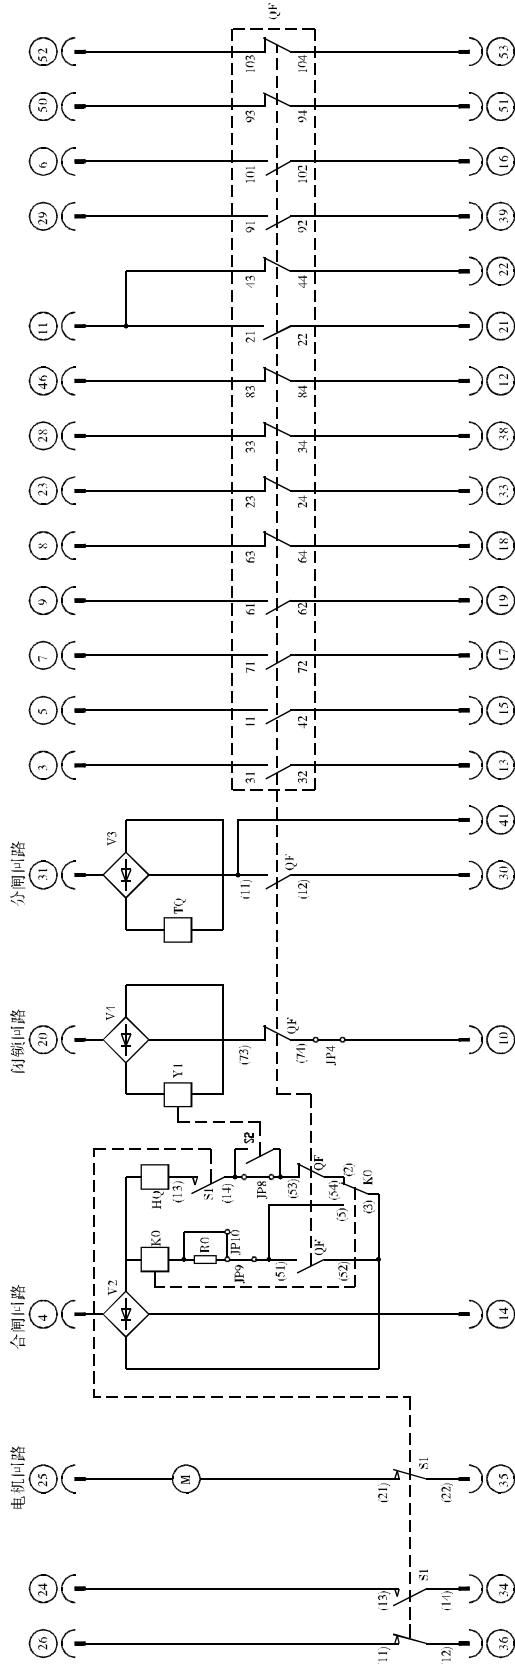 26 24 25 4 20 31 3 5 7 9 8 23 28 46 11 29 6 50 52
电机回路 合闸回路 闭锁回路 分闸回路
V2 V4 V3 QF
HQ K0 Y1 TQ
M
(13) S1 (14) S2
R0 JP10 JP9 JP8
(51) QF (52)
(53) QF (54) (2)
(5) (3) K0
(73) QF (74) JP4
(11) QF (12)
31 41 71 61 63 23 33 83 21 43 91 101 93 103
32 42 72 62 64 24 34 84 22 44 92 102 94 104
(11) (12) (13) S1 (14)
(21) S1 (22)
36 34 35 14 10 30 41 13 15 17 19 18 33 38 12 21 22 39 16 51 53